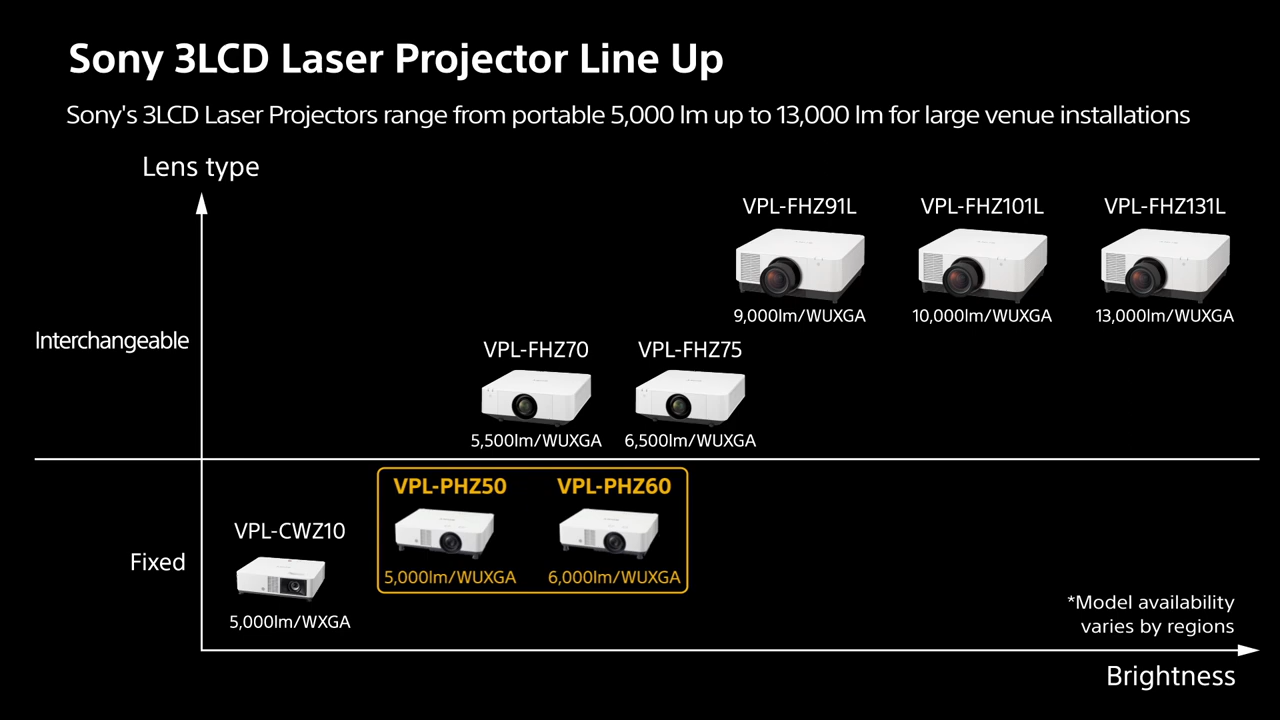 Sony 3LCD Laser Projector Line Up
Sony's 3LCD Laser Projectors range from portable 5,000 lm up to 13,000 lm for large venue installations
Lens type
VPL-FHZ91L
VPL-FHZ101L
VPL-FHZ131L
9,000lm/WUXGA
10,000lm/WUXGA
13,000lm/WUXGA
Interchangeable
VPL-FHZ70
VPL-FHZ75
5,500lm/WUXGA
6,500lm/WUXGA
VPL-PHZ50
VPL-PHZ60
5,000lm/WUXGA
6,000lm/WUXGA
VPL-CWZ10
Fixed
5,000lm/WXGA
*Model availability
varies by regions
Brightness